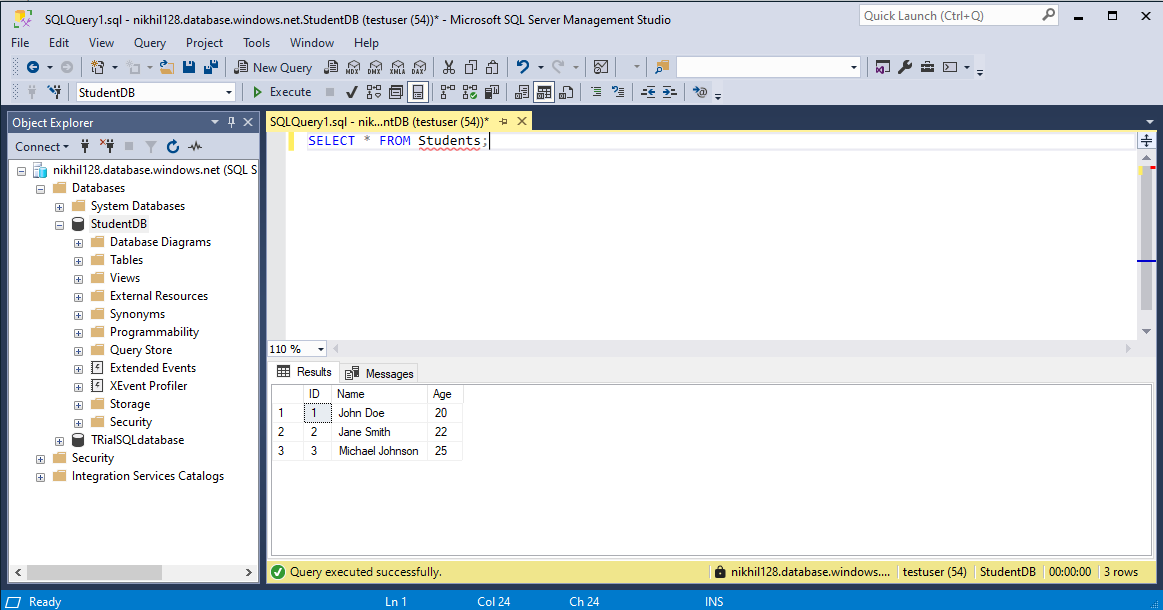 SQLQuery1.sql - nikhil128.database.windows.net.StudentDB (testuser (54))* - Microsoft SQL Server Management Studio
Quick Launch (Ctrl+Q)
File Edit View Query Project Tools Window Help
New Query
MDX DMX XMLA DAX
StudentDB
Execute
Object Explorer
Connect
nikhil128.database.windows.net (SQL S
Databases
System Databases
StudentDB
Database Diagrams
Tables
Views
External Resources
Synonyms
Programmability
Query Store
Extended Events
XEvent Profiler
Storage
Security
TRialSQLdatabase
Security
Integration Services Catalogs
SQLQuery1.sql - nik...ntDB (testuser (54))*
SELECT * FROM Students;
110 %
Results Messages
ID Name Age
1 1 John Doe 20
2 2 Jane Smith 22
3 3 Michael Johnson 25
Query executed successfully.
nikhil128.database.windows.... testuser (54) StudentDB 00:00:00 3 rows
Ready Ln 1 Col 24 Ch 24 INS